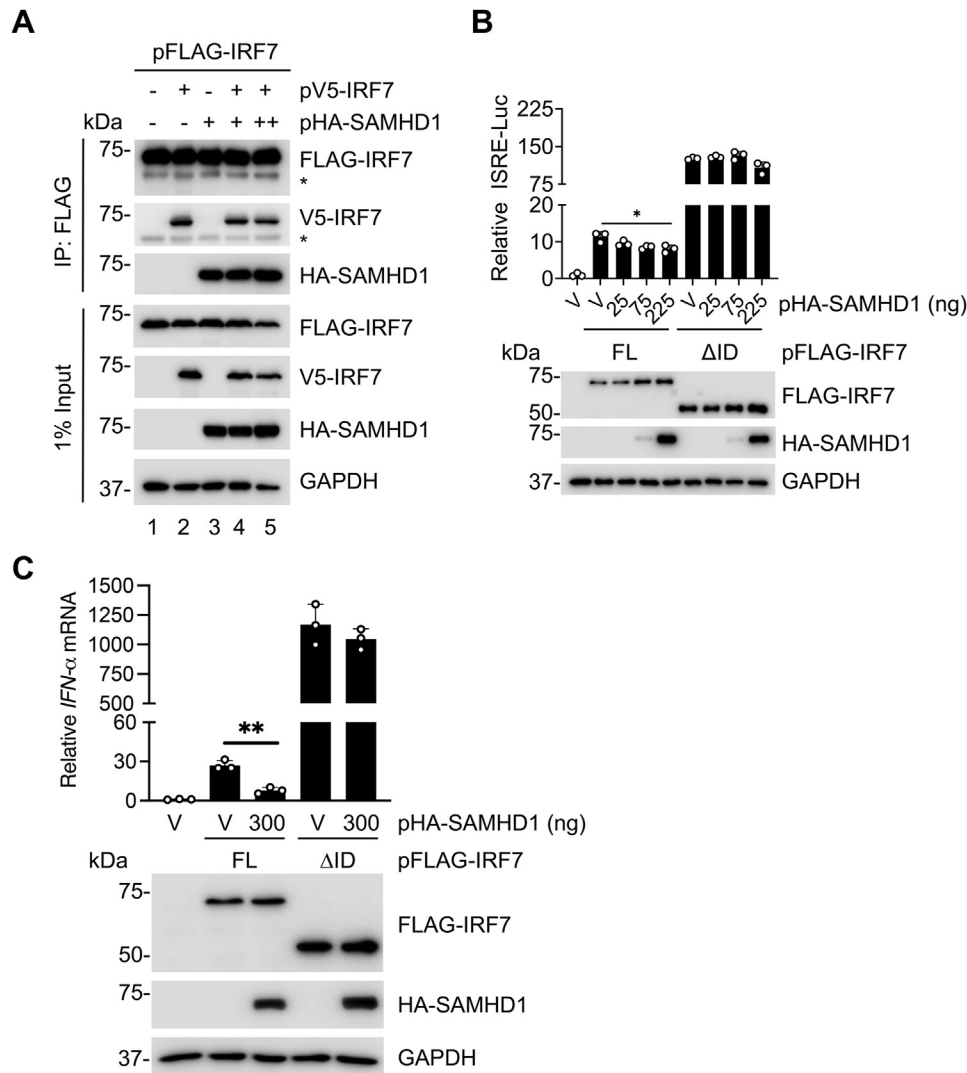 A
pFLAG-IRF7
- + - + + pV5-IRF7
kDa - - + + ++ pHA-SAMHD1
IP: FLAG
75- FLAG-IRF7
*
75- V5-IRF7
*
75- HA-SAMHD1
1% Input
75- FLAG-IRF7
75- V5-IRF7
75- HA-SAMHD1
37- GAPDH
1 2 3 4 5
B
Relative ISRE-Luc
225
150
75
20
10
0
*
V V 25 75 225 V 25 75 225 pHA-SAMHD1 (ng)
kDa FL ΔID pFLAG-IRF7
75-
50-
FLAG-IRF7
75- HA-SAMHD1
37- GAPDH
C
Relative IFN-α mRNA
1500
1250
1000
750
500
60
30
0
**
V V 300 V 300 pHA-SAMHD1 (ng)
kDa FL ΔID pFLAG-IRF7
75-
FLAG-IRF7
50-
75- HA-SAMHD1
37- GAPDH